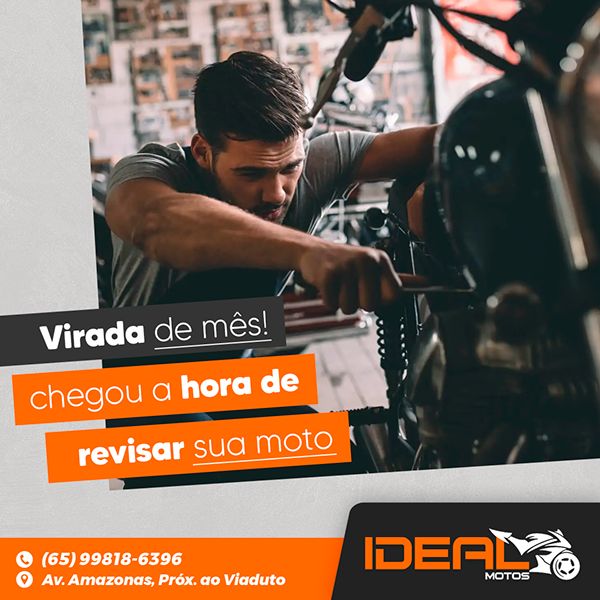 Virada de mês!
chegou a hora de
revisar sua moto
(65) 99818-6396
Av. Amazonas, Próx. ao Viaduto
IDEAL
MOTOS